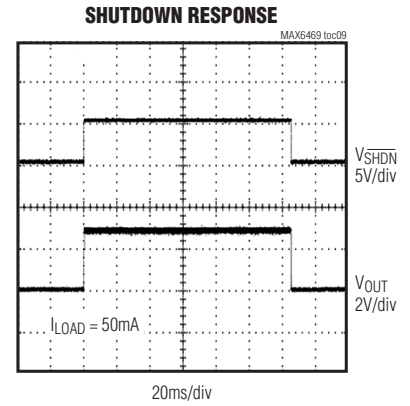 SHUTDOWN RESPONSE
MAX6469 toc09
VSHDN
5V/div
VOUT
2V/div
ILOAD = 50mA
20ms/div